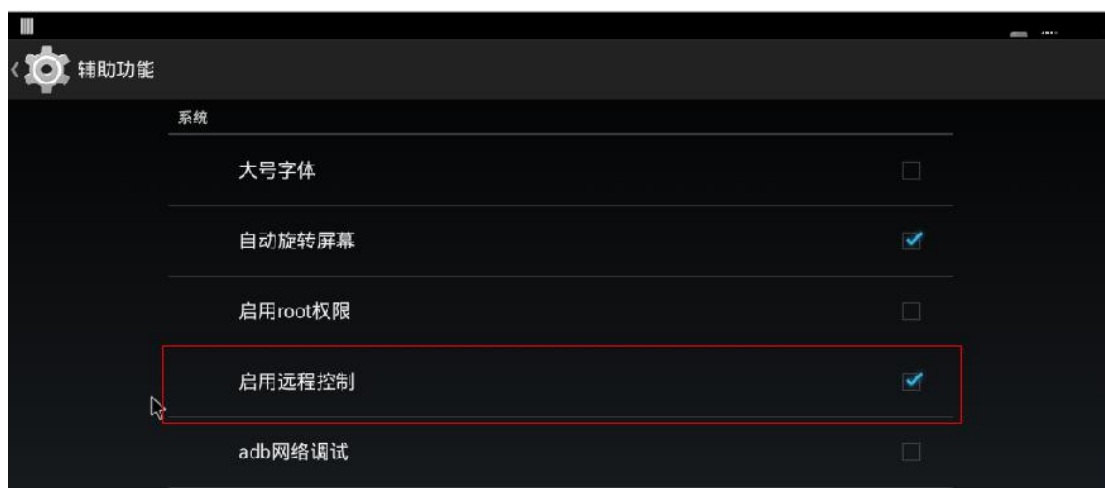 辅助功能
系统
大号字体
自动旋转屏幕
启用root权限
启用远程控制
adb网络调试